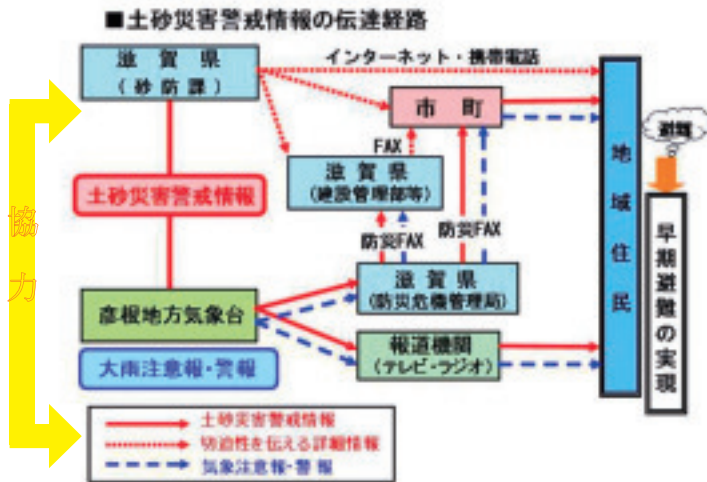 ■土砂災害警戒情報の伝達経路
滋賀県
(砂防課)
インターネット・携帯電話
市町
FAX
滋賀県
(建設管理部等)
土砂災害警戒情報
防災FAX
防災FAX
協力
彦根地方気象台
滋賀県
(防災危機管理局)
大雨注意報・警報
報道機関
(テレビ・ラジオ)
地域住民
避難
早期避難の実現
土砂災害警戒情報
切迫性を伝える詳細情報
気象注意報・警報